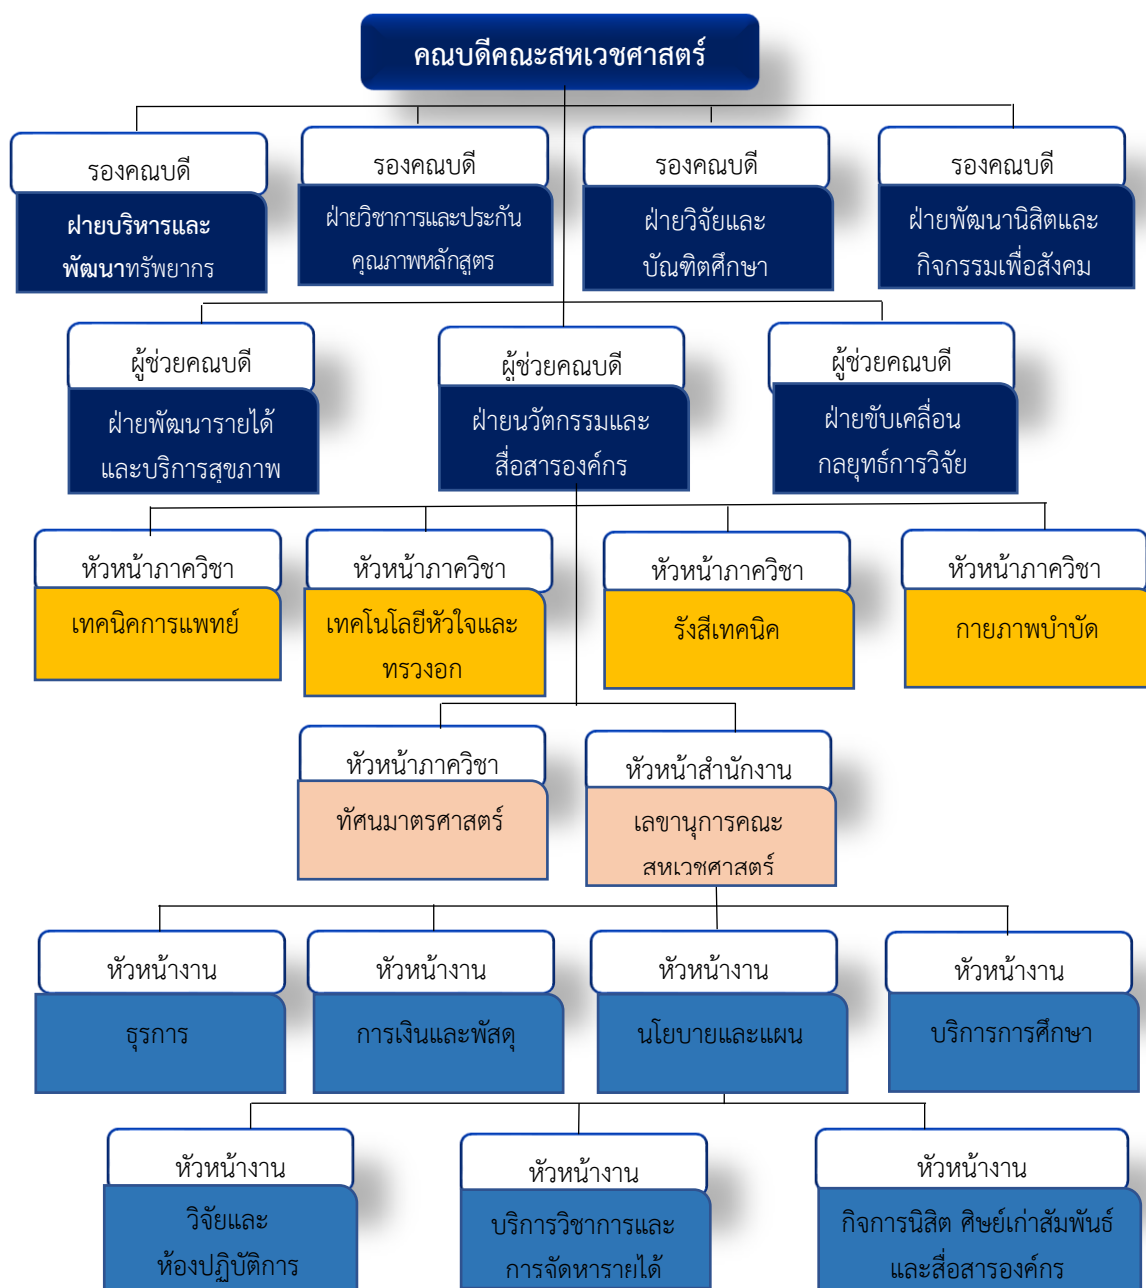 คณบดีคณะสหเวชศาสตร์
รองคณบดี
ฝ่ายบริหารและ
พัฒนาทรัพยากร
รองคณบดี
ฝ่ายวิชาการและประกัน
คุณภาพหลักสูตร
รองคณบดี
ฝ่ายวิจัยและ
บัณฑิตศึกษา
รองคณบดี
ฝ่ายพัฒนานิสิตและ
กิจกรรมเพื่อสังคม
ผู้ช่วยคณบดี
ฝ่ายพัฒนารายได้
และบริการสุขภาพ
ผู้ช่วยคณบดี
ฝ่ายนวัตกรรมและ
สื่อสารองค์กร
ผู้ช่วยคณบดี
ฝ่ายขับเคลื่อน
กลยุทธ์การวิจัย
หัวหน้าภาควิชา
เทคนิคการแพทย์
หัวหน้าภาควิชา
เทคโนโลยีหัวใจและ
ทรวงอก
หัวหน้าภาควิชา
รังสีเทคนิค
หัวหน้าภาควิชา
กายภาพบำบัด
หัวหน้าภาควิชา
ทัศนมาตรศาสตร์
หัวหน้าสำนักงาน
เลขานุการคณะ
สหเวชศาสตร์
หัวหน้างาน
ธุรการ
หัวหน้างาน
การเงินและพัสดุ
หัวหน้างาน
นโยบายและแผน
หัวหน้างาน
บริการการศึกษา
หัวหน้างาน
วิจัยและ
ห้องปฏิบัติการ
หัวหน้างาน
บริการวิชาการและ
การจัดหารายได้
หัวหน้างาน
กิจการนิสิต ศิษย์เก่าสัมพันธ์
และสื่อสารองค์กร